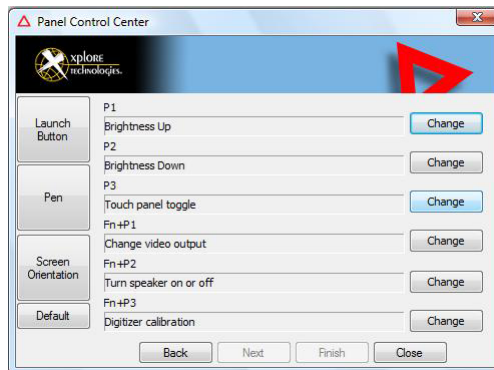 Panel Control Center
xplore
TECHNOLOGIES.
Launch
Button
Pen
Screen
Orientation
Default
P1
Brightness Up
Change
P2
Brightness Down
Change
P3
Touch panel toggle
Change
Fn+P1
Change video output
Change
Fn+P2
Turn speaker on or off
Change
Fn+P3
Digitizer calibration
Change
Back Next Finish Close